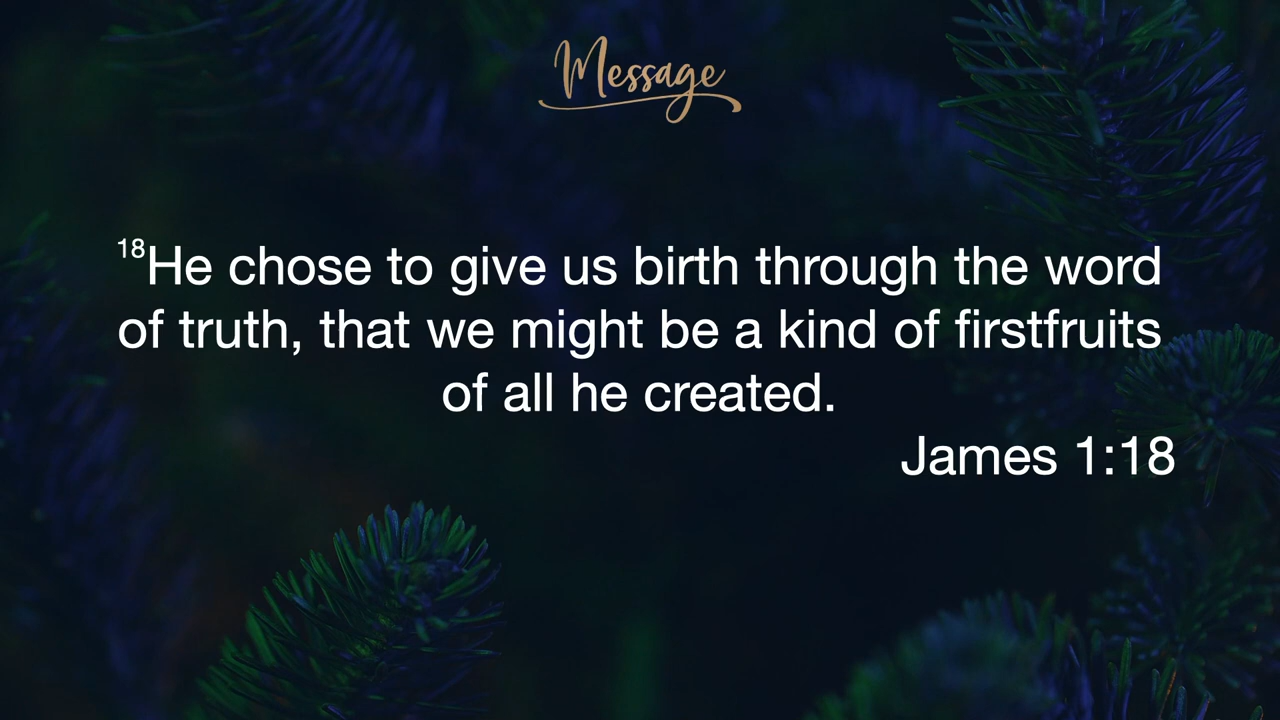 Message
18He chose to give us birth through the word
of truth, that we might be a kind of firstfruits
of all he created.
James 1:18